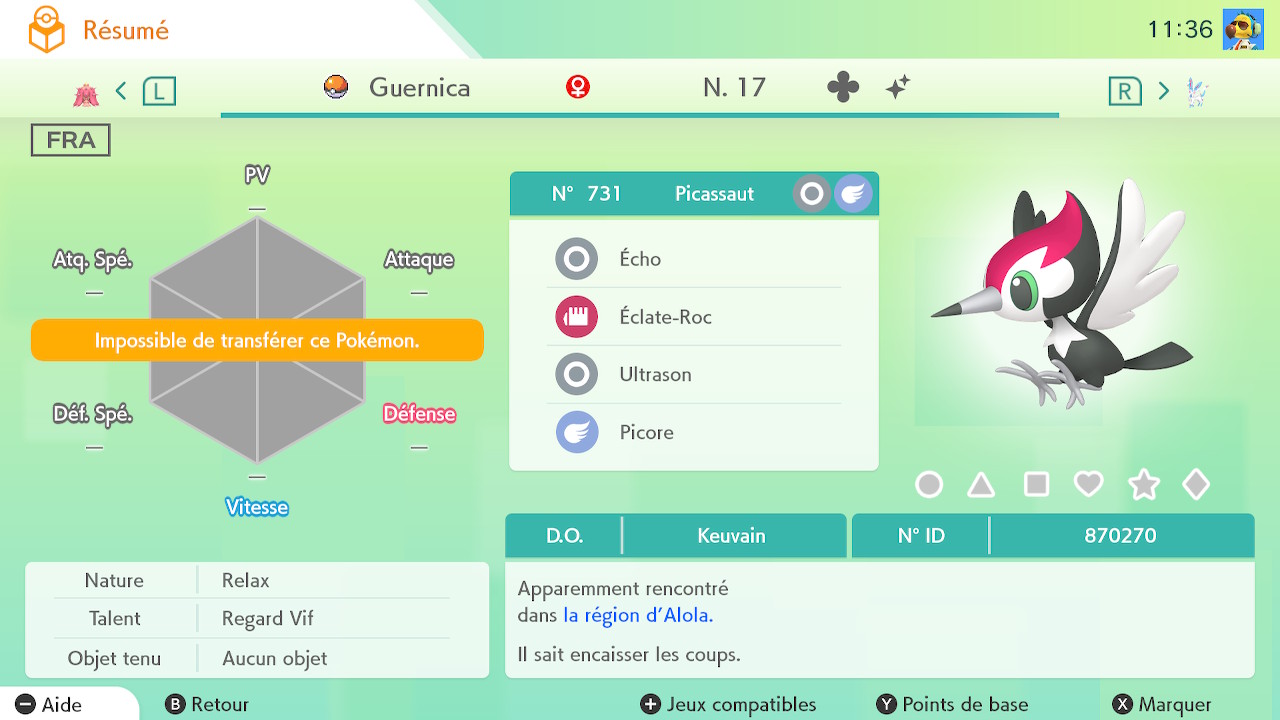 Résumé
11:36
L
Guernica
N. 17
R
FRA
PV
—
Atq. Spé.
—
Attaque
—
Impossible de transférer ce Pokémon.
Déf. Spé.
—
Défense
—
—
Vitesse
N° 731 Picassaut
Écho
Éclate-Roc
Ultrason
Picore
D.O. Keuvain
N° ID 870270
Nature Relax
Talent Regard Vif
Objet tenu Aucun objet
Apparemment rencontré
dans la région d'Alola.
Il sait encaisser les coups.
Aide
B Retour
Jeux compatibles
Y Points de base
X Marquer